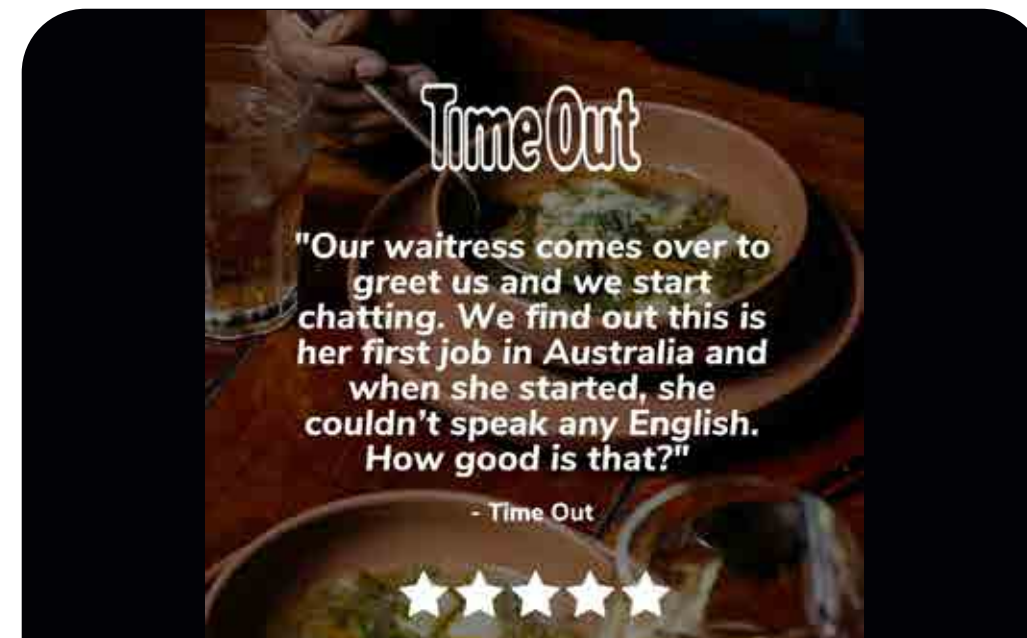 Time Out
"Our waitress comes over to
greet us and we start
chatting. We find out this is
her first job in Australia and
when she started, she
couldn’t speak any English.
How good is that?"
- Time Out